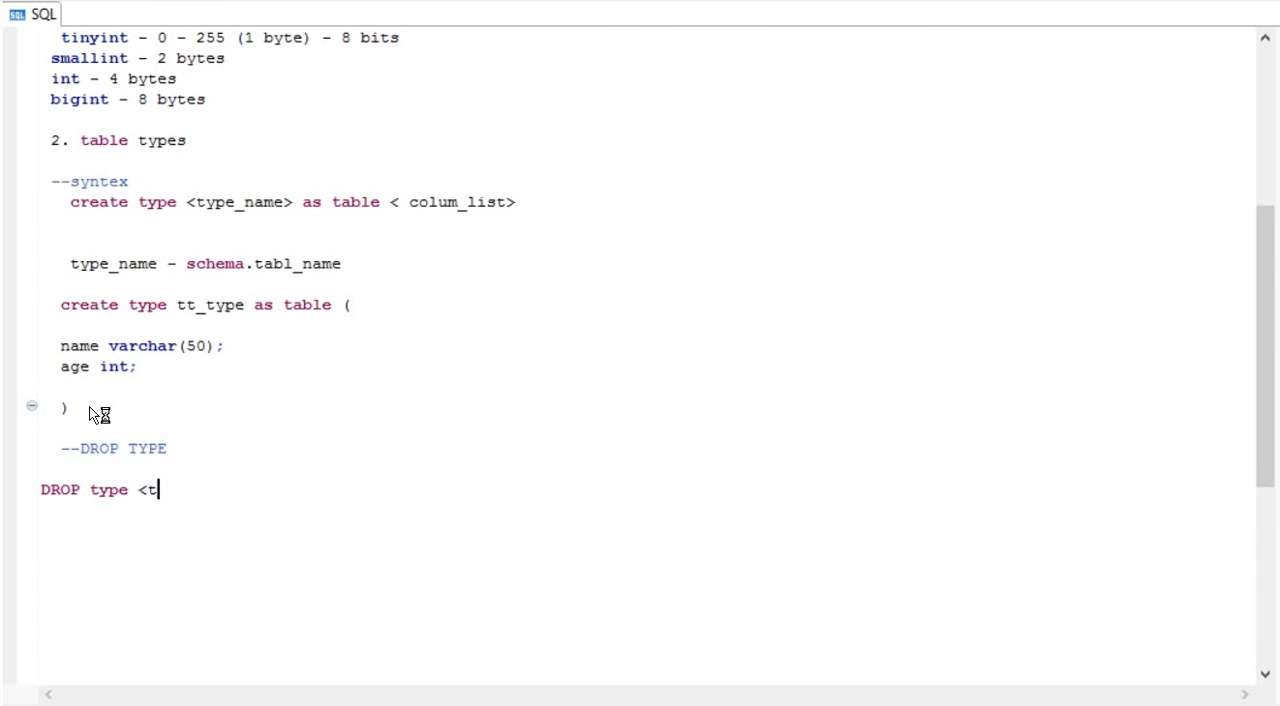 SQL
tinyint - 0 - 255 (1 byte) - 8 bits
smallint - 2 bytes
int - 4 bytes
bigint - 8 bytes
2. table types
--syntex
create type <type_name> as table < colum_list>
type_name - schema.tabl_name
create type tt_type as table (
name varchar(50);
age int;
)
--DROP TYPE
DROP type <t